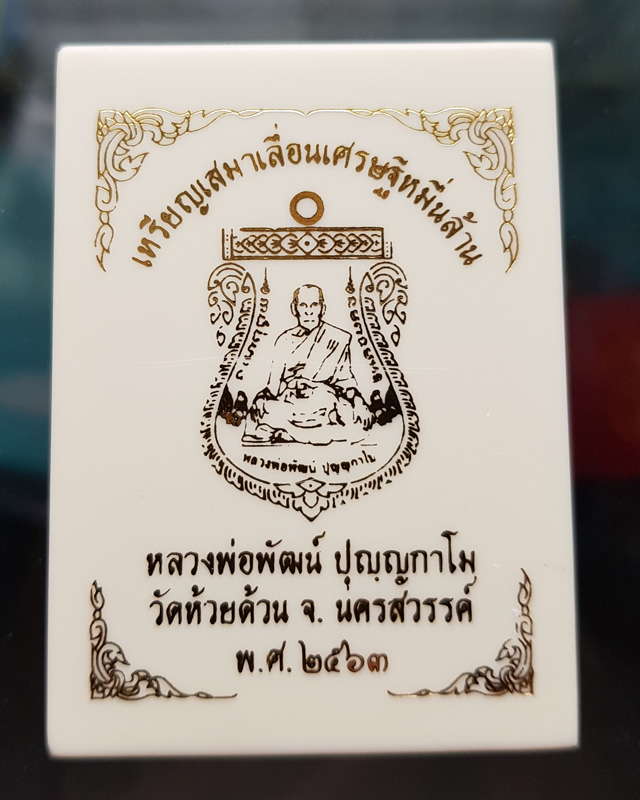 เหรียญเสมาเลื่อนเศรษฐีหมื่นล้าน
หลวงพ่อพัฒน์ ปุญฺญกาโม
หลวงพ่อพัฒน์ ปุญฺญกาโม
วัดห้วยด้วน จ. นครสวรรค์
พ.ศ. ๒๕๖๓